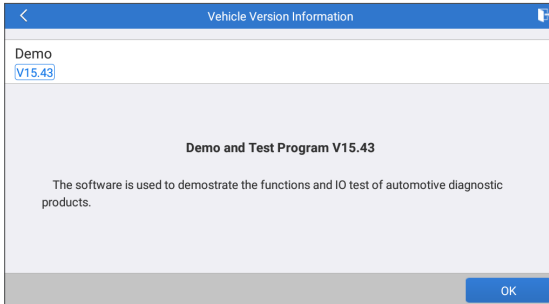 Vehicle Version Information
Demo
V15.43
Demo and Test Program V15.43
The software is used to demostrate the functions and IO test of automotive diagnostic
products.
OK